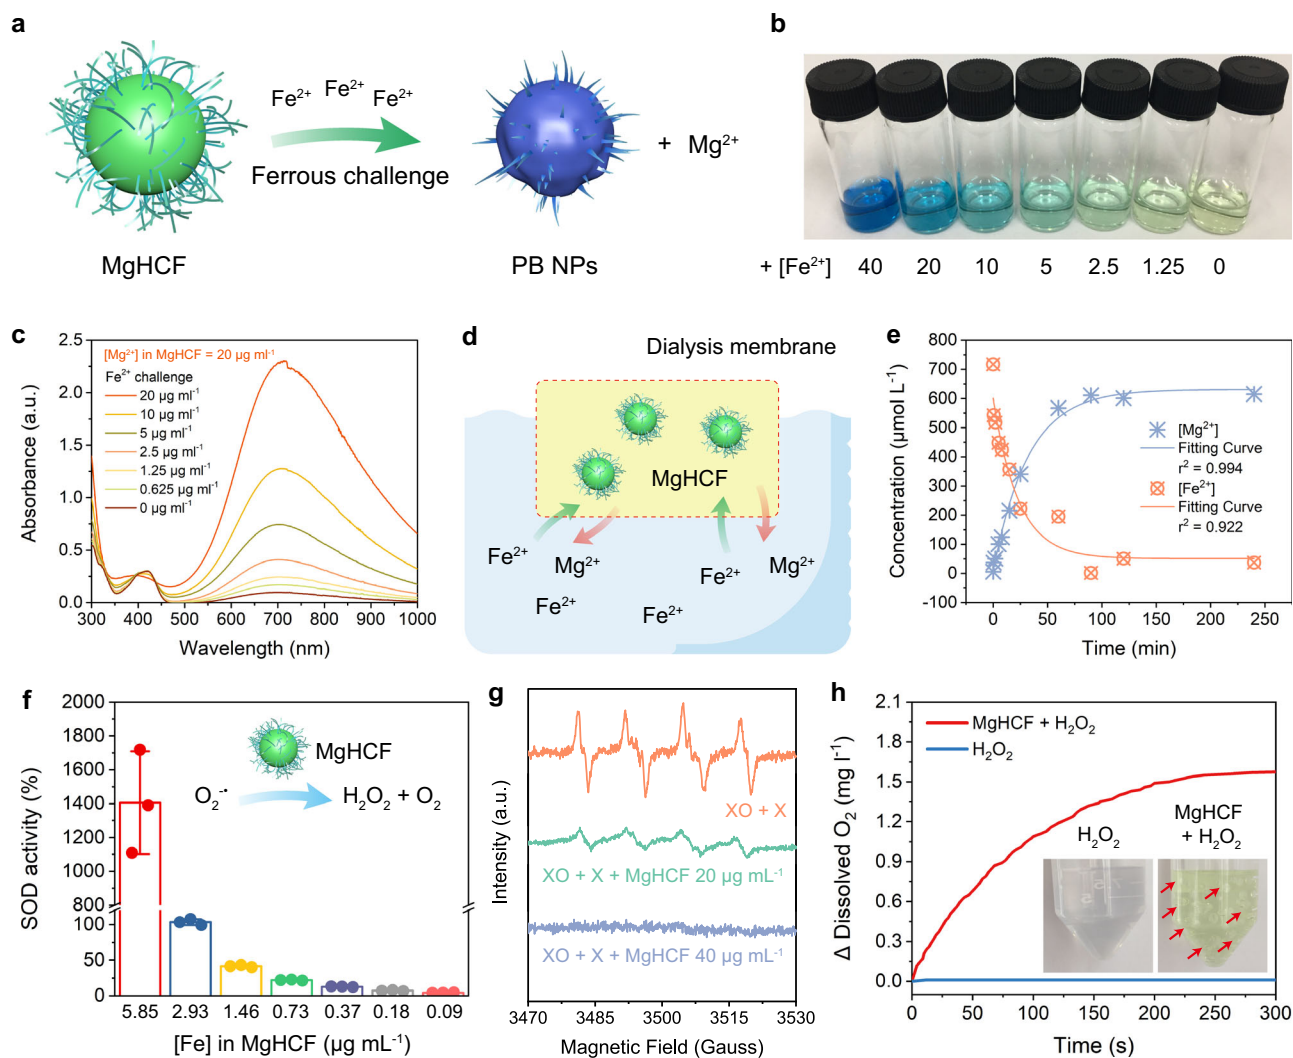 a
Fe²⁺ Fe²⁺ Fe²⁺
Ferrous challenge
+ Mg²⁺
MgHCF
PB NPs
b
+ [Fe²⁺] 40 20 10 5 2.5 1.25 0
c
[Mg²⁺] in MgHCF = 20 µg ml⁻¹
Fe²⁺ challenge
20 µg ml⁻¹
10 µg ml⁻¹
5 µg ml⁻¹
2.5 µg ml⁻¹
1.25 µg ml⁻¹
0.625 µg ml⁻¹
0 µg ml⁻¹
Absorbance (a.u.)
2.5
2.0
1.5
1.0
0.5
0.0
300 400 500 600 700 800 900 1000
Wavelength (nm)
d
Dialysis membrane
MgHCF
Fe²⁺
Mg²⁺
Fe²⁺
Mg²⁺
Fe²⁺
Fe²⁺
e
Concentration (µmol L⁻¹)
800
700
600
500
400
300
200
100
0
-100
[Mg²⁺]
Fitting Curve
r² = 0.994
[Fe²⁺]
Fitting Curve
r² = 0.922
0 50 100 150 200 250
Time (min)
f
SOD activity (%)
2000
1800
1600
1400
1200
1000
800
100
50
0
MgHCF
O₂⁻• H₂O₂ + O₂
5.85 2.93 1.46 0.73 0.37 0.18 0.09
[Fe] in MgHCF (µg mL⁻¹)
g
Intensity (a.u.)
XO + X
XO + X + MgHCF 20 µg mL⁻¹
XO + X + MgHCF 40 µg mL⁻¹
3470 3485 3500 3515 3530
Magnetic Field (Gauss)
h
Δ Dissolved O₂ (mg l⁻¹)
2.1
1.8
1.5
1.2
0.9
0.6
0.3
0.0
MgHCF + H₂O₂
H₂O₂
H₂O₂
MgHCF
+ H₂O₂
0 50 100 150 200 250 300
Time (s)